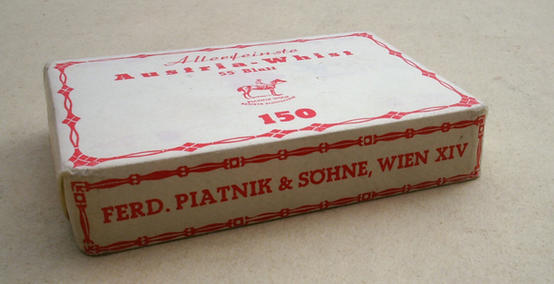 Allerfeinste
Austria-Whist
55 Blatt
150
FERD. PIATNIK & SÖHNE, WIEN XIV